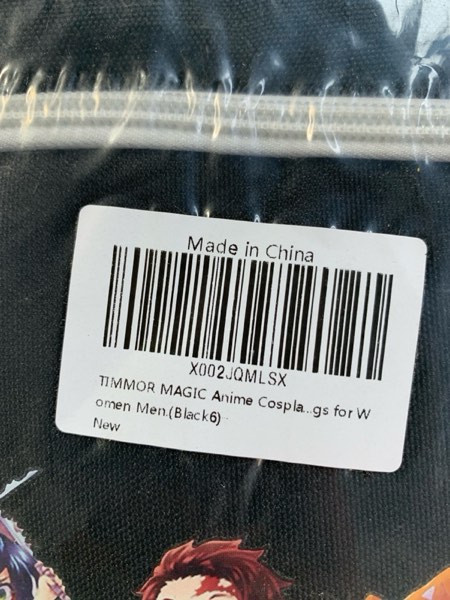 Made in China
X002JQMLSX
TIMMOR MAGIC Anime Cospla...gs for W
omen Men.(Black6)
New